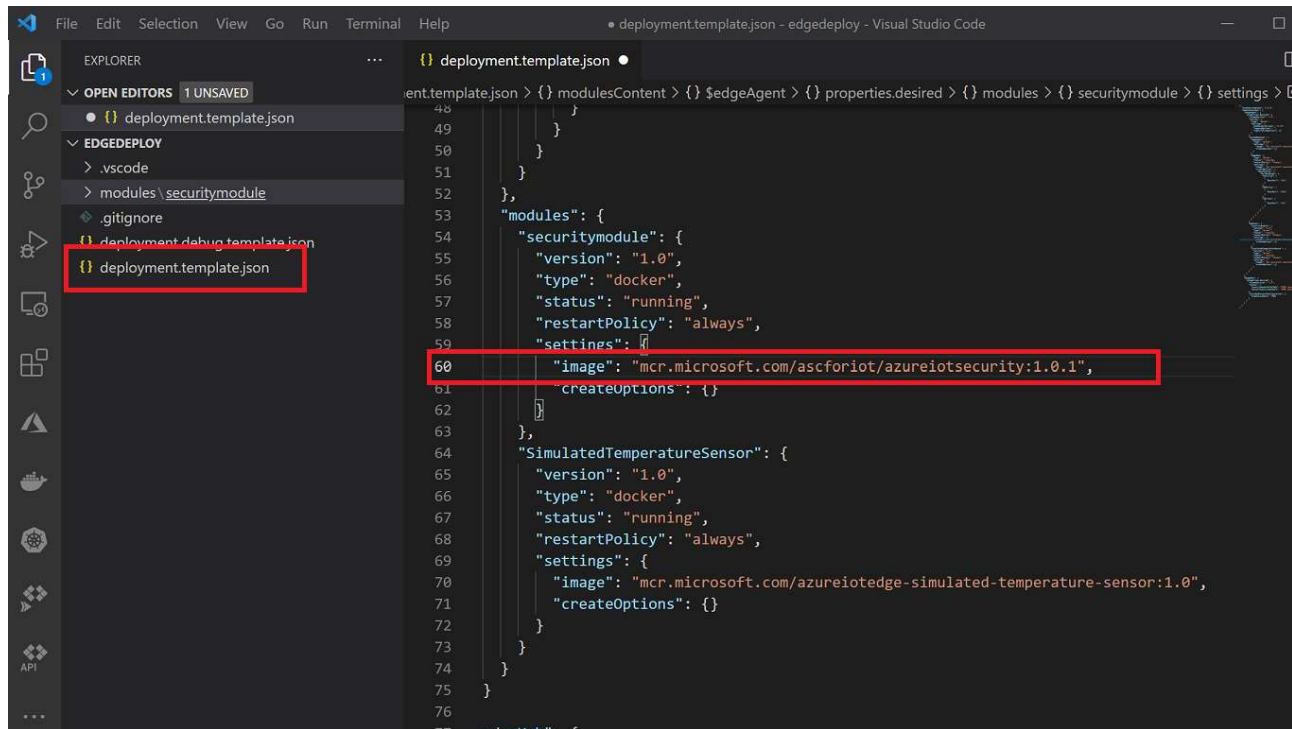 File Edit Selection View Go Run Terminal Help
● deployment.template.json - edgedeploy - Visual Studio Code
EXPLORER
...
OPEN EDITORS 1 UNSAVED
● {} deployment.template.json
EDGEDEPLOY
> .vscode
> modules\securitymodule
.gitignore
{} deployment.debug.template.json
{} deployment.template.json
1
API
...
{} deployment.template.json ●
ent.template.json > {} modulesContent > {} $edgeAgent > {} properties.desired > {} modules > {} securitymodule > {} settings >
48 }
49 }
50 }
51 }
52 },
53 "modules": {
54 "securitymodule": {
55 "version": "1.0",
56 "type": "docker",
57 "status": "running",
58 "restartPolicy": "always",
59 "settings": {
60 "image": "mcr.microsoft.com/ascforiot/azureiotsecurity:1.0.1",
61 "createOptions": {}
62 }
63 },
64 "SimulatedTemperatureSensor": {
65 "version": "1.0",
66 "type": "docker",
67 "status": "running",
68 "restartPolicy": "always",
69 "settings": {
70 "image": "mcr.microsoft.com/azureiotedge-simulated-temperature-sensor:1.0",
71 "createOptions": {}
72 }
73 }
74 }
75 }
76